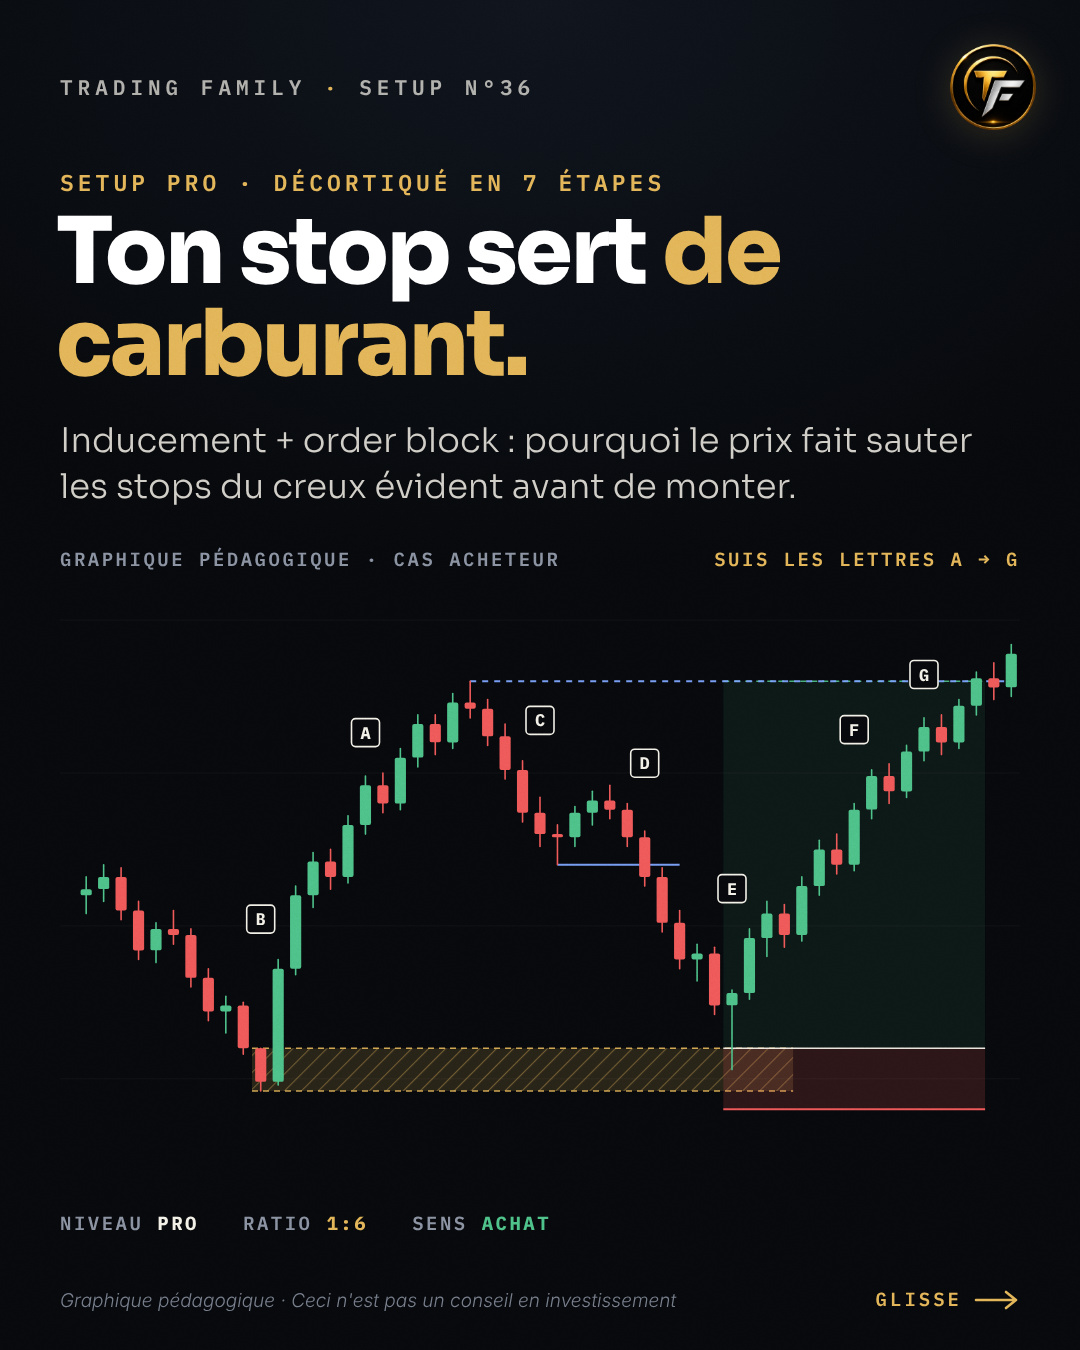 TRADING FAMILY · SETUP N°36
TF
SETUP PRO · DÉCORTIQUÉ EN 7 ÉTAPES
Ton stop sert de
carburant.
Inducement + order block : pourquoi le prix fait sauter
les stops du creux évident avant de monter.
GRAPHIQUE PÉDAGOGIQUE · CAS ACHETEUR
SUIS LES LETTRES A → G
A
B
C
D
E
F
G
NIVEAU PRO RATIO 1:6 SENS ACHAT
Graphique pédagogique · Ceci n'est pas un conseil en investissement
GLISSE →